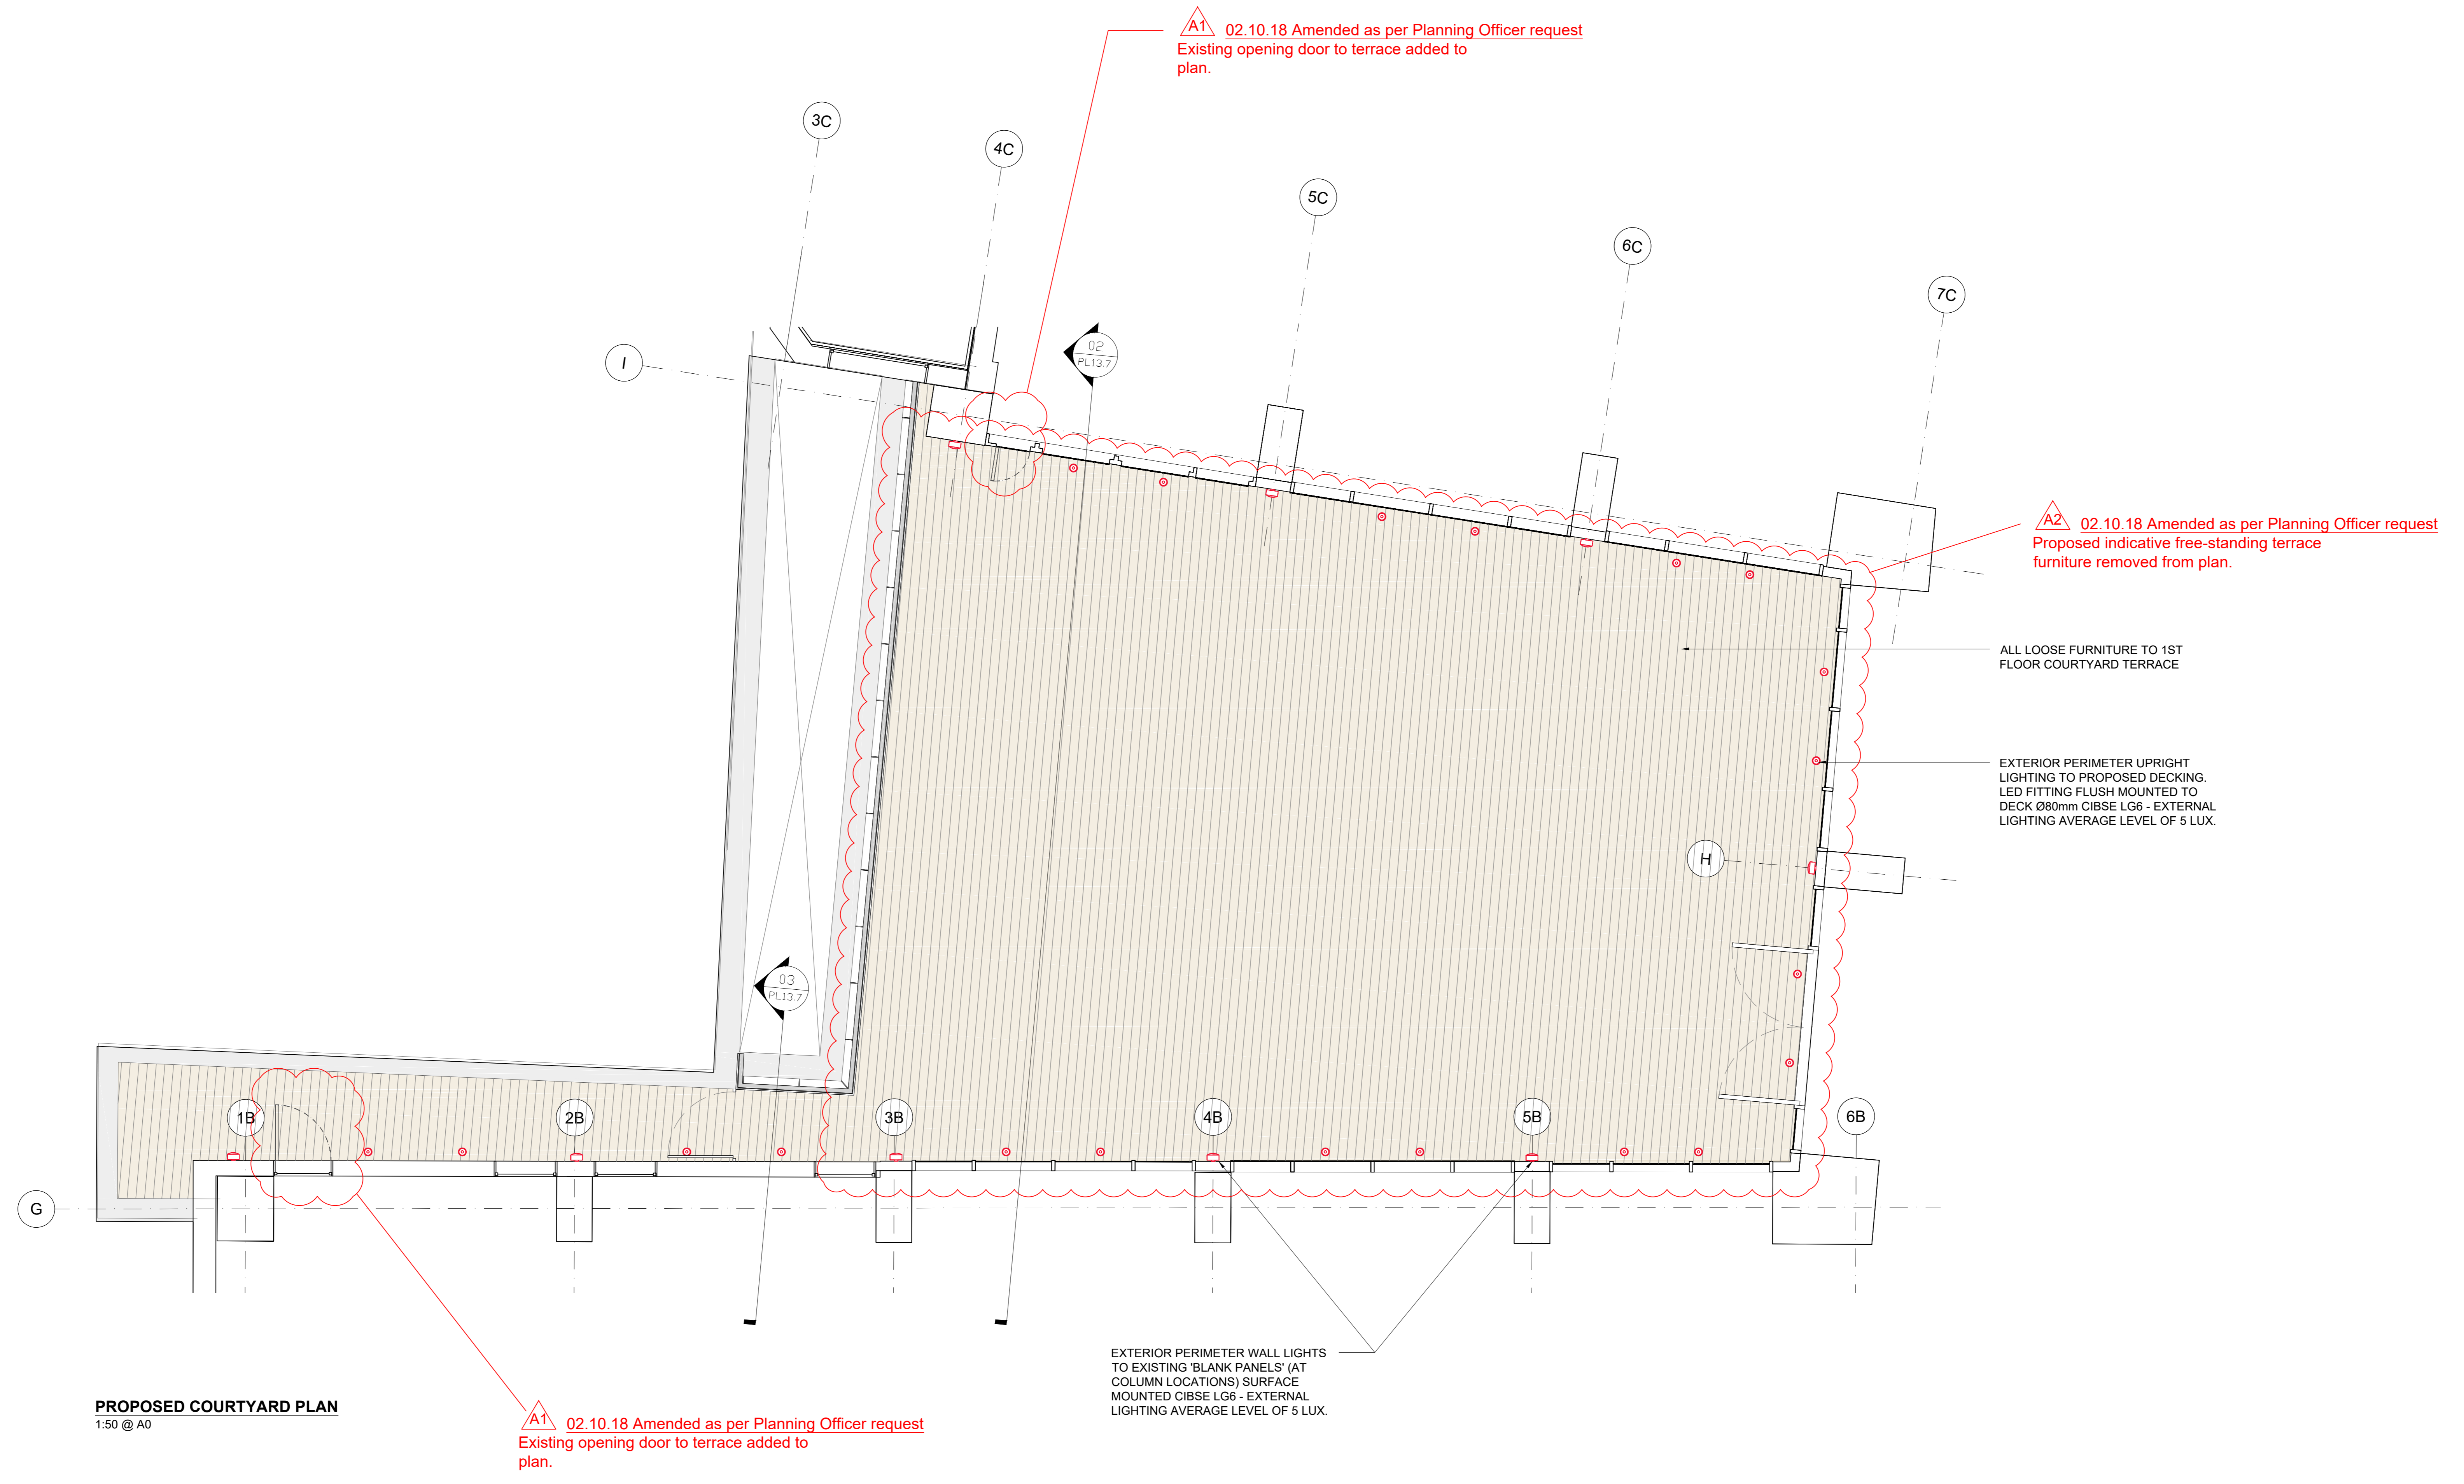 A1 02.10.18 Amended as per Planning Officer request
Existing opening door to terrace added to
plan.
3C
4C
5C
6C
7C
I
02
PL13.7
A2 02.10.18 Amended as per Planning Officer request
Proposed indicative free-standing terrace
furniture removed from plan.
ALL LOOSE FURNITURE TO 1ST
FLOOR COURTYARD TERRACE
EXTERIOR PERIMETER UPRIGHT
LIGHTING TO PROPOSED DECKING.
LED FITTING FLUSH MOUNTED TO
DECK Ø80mm CIBSE LG6 - EXTERNAL
LIGHTING AVERAGE LEVEL OF 5 LUX.
H
03
PL13.7
1B
2B
3B
4B
5B
6B
G
EXTERIOR PERIMETER WALL LIGHTS
TO EXISTING 'BLANK PANELS' (AT
COLUMN LOCATIONS) SURFACE
MOUNTED CIBSE LG6 - EXTERNAL
LIGHTING AVERAGE LEVEL OF 5 LUX.
PROPOSED COURTYARD PLAN
1:50 @ A0
A1 02.10.18 Amended as per Planning Officer request
Existing opening door to terrace added to
plan.